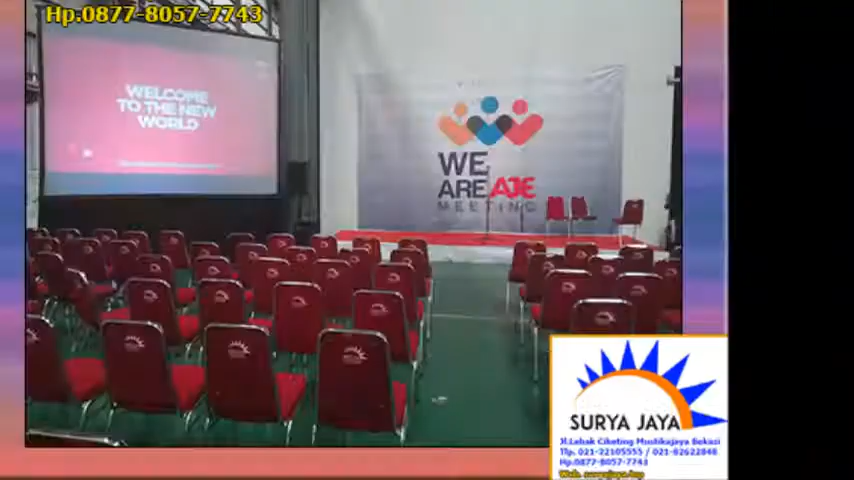 Hp.0877-8057-7743
WELCOME
TO THE NEW
WORLD
WE
ARE AJE
MEETING
SURYA JAYA
Jl.Lebak Ciketing Mustikajaya Bekasi
Tlp. 021-22105555 / 021-82622848
Hp.0877-8057-7743